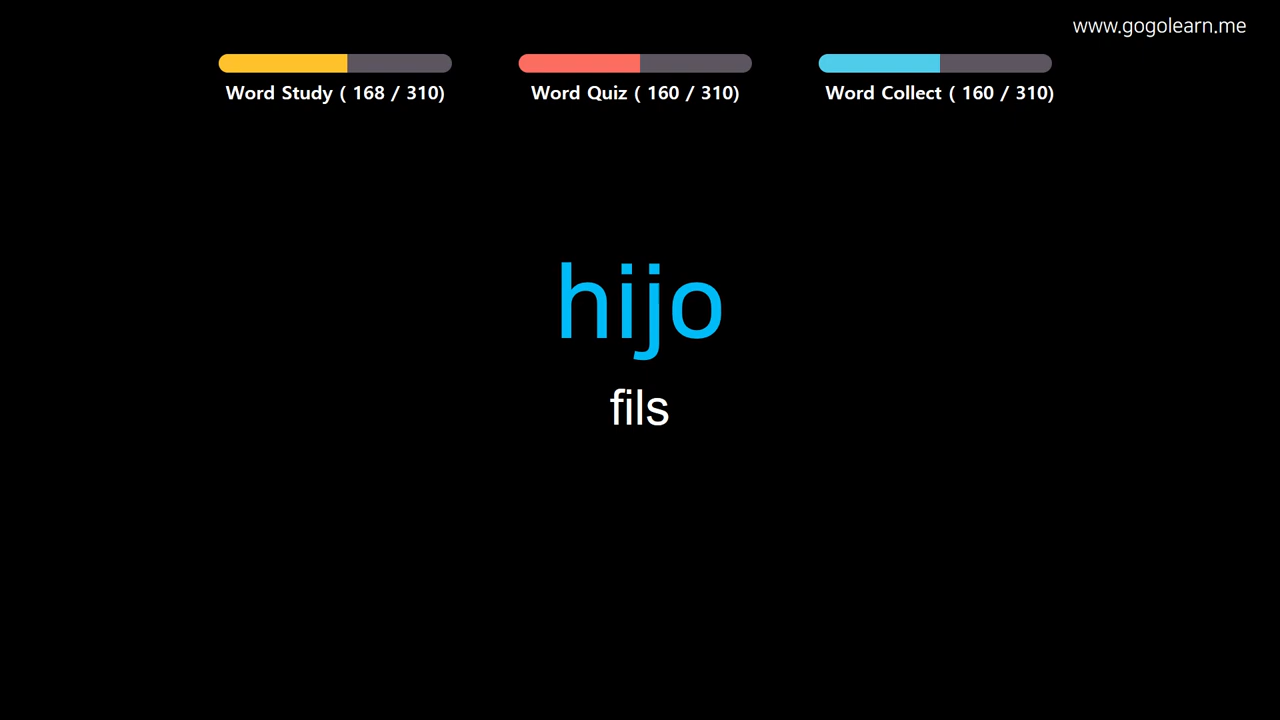 www.gogolearn.me
Word Study ( 168 / 310)
Word Quiz ( 160 / 310)
Word Collect ( 160 / 310)
hijo
fils